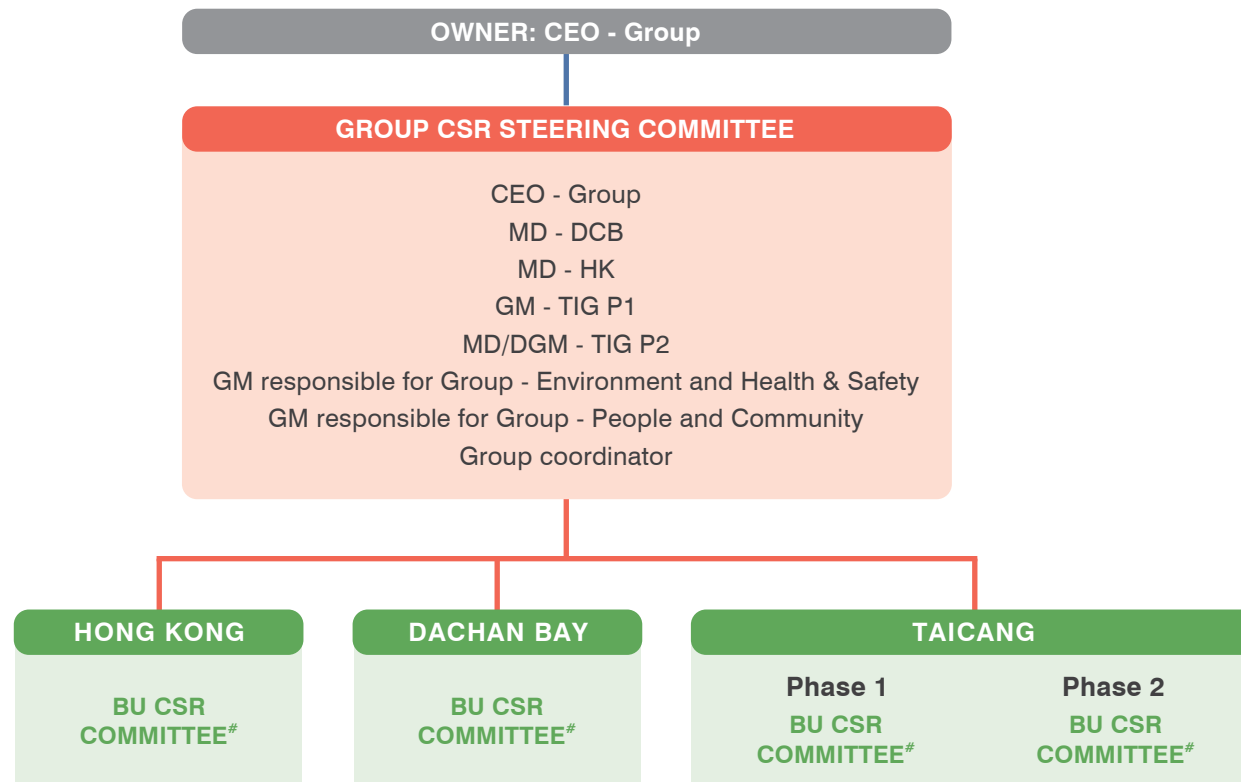 OWNER: CEO - Group
GROUP CSR STEERING COMMITTEE
CEO - Group
MD - DCB
MD - HK
GM - TIG P1
MD/DGM - TIG P2
GM responsible for Group - Environment and Health & Safety
GM responsible for Group - People and Community
Group coordinator
HONG KONG
BU CSR
COMMITTEE#
DACHAN BAY
BU CSR
COMMITTEE#
TAICANG
Phase 1
BU CSR
COMMITTEE#
Phase 2
BU CSR
COMMITTEE#